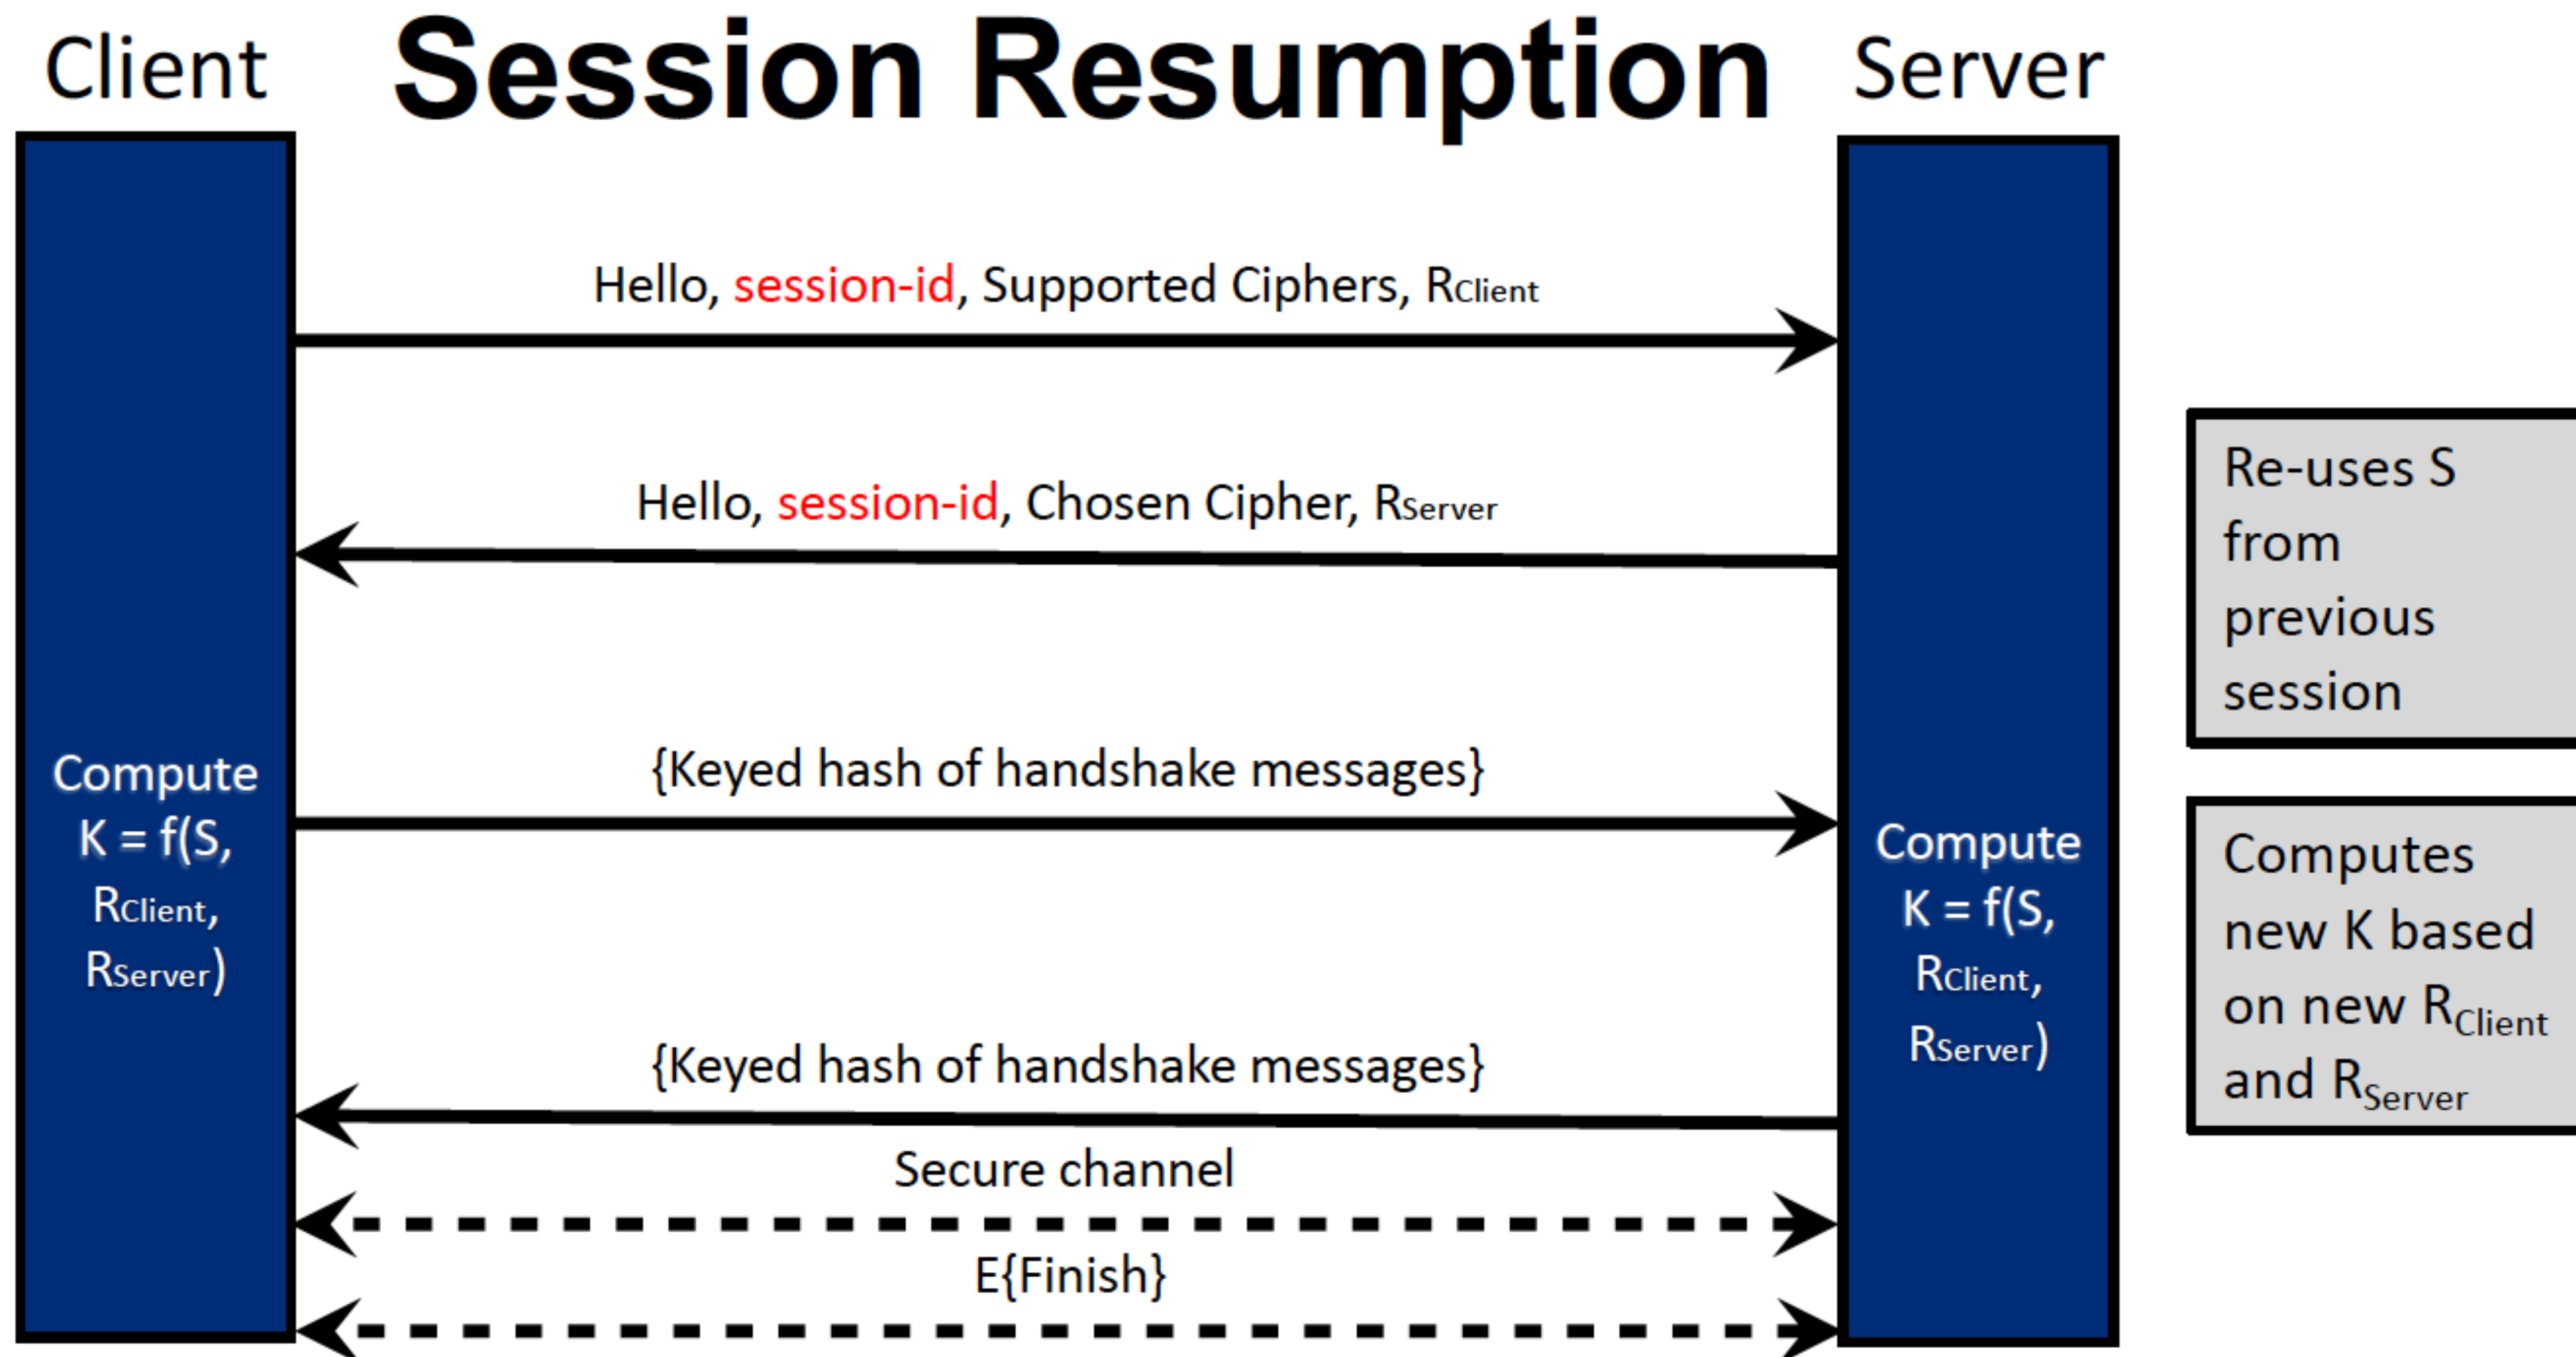 Client
Session Resumption
Server
Hello, session-id, Supported Ciphers, RClient
Hello, session-id, Chosen Cipher, RServer
Re-uses S
from
previous
session
{Keyed hash of handshake messages}
Compute
K = f(S,
RClient,
RServer)
Compute
K = f(S,
RClient,
RServer)
Computes
new K based
on new RClient
and RServer
{Keyed hash of handshake messages}
Secure channel
E{Finish}